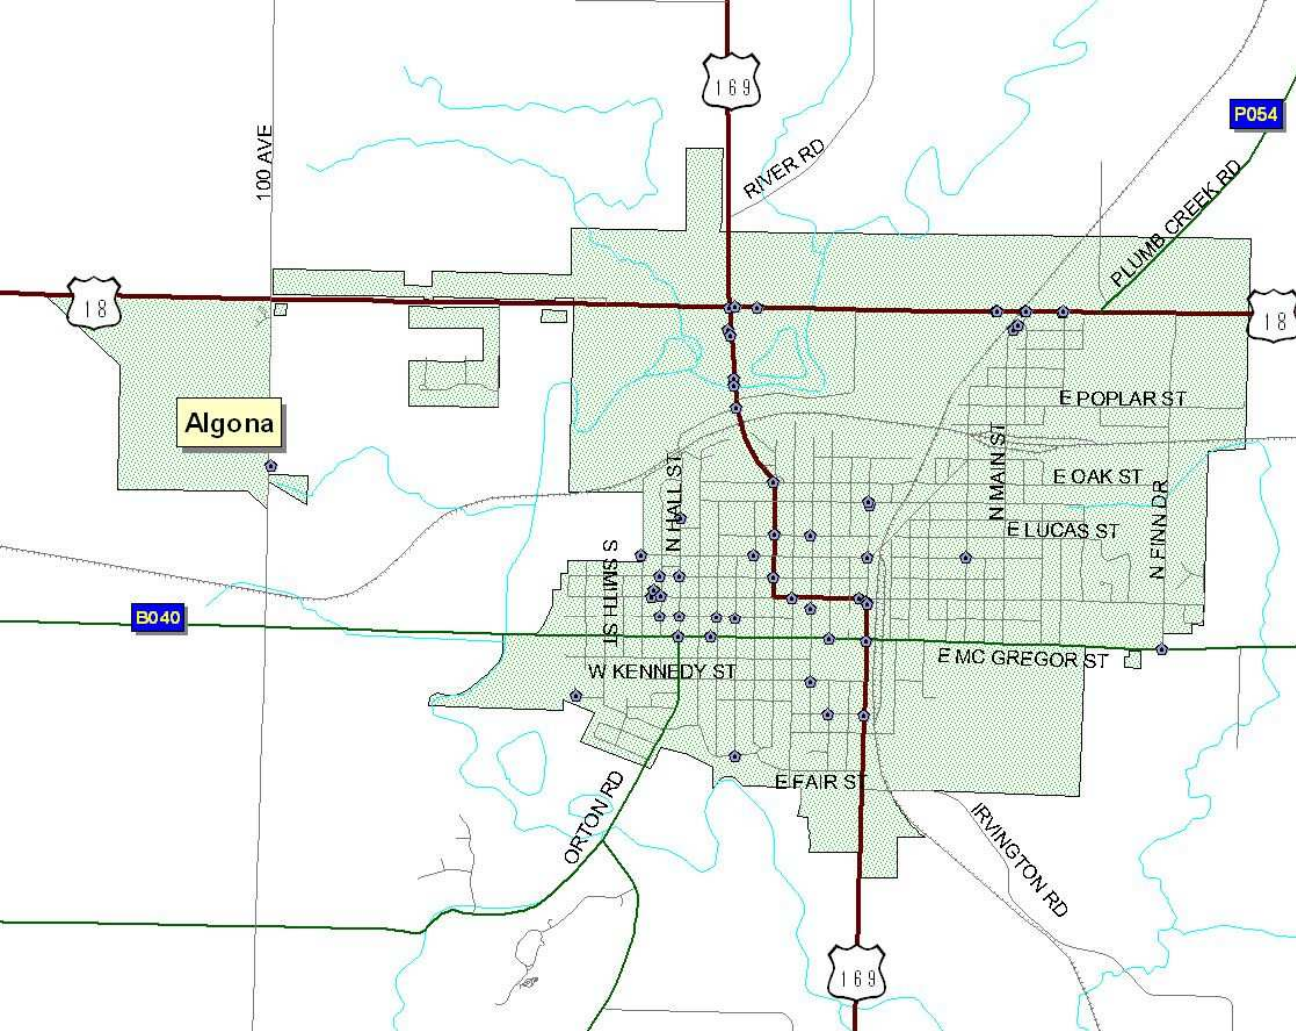 169
P054
RIVER RD
100 AVE
PLUMB CREEK RD
18
18
E POPLAR ST
Algona
N MAIN ST
N HALL ST
E OAK ST
N FINN DR
E LUCAS ST
S SMITH ST
B040
E MC GREGOR ST
W KENNEDY ST
E FAIR ST
ORTON RD
IRVINGTON RD
169